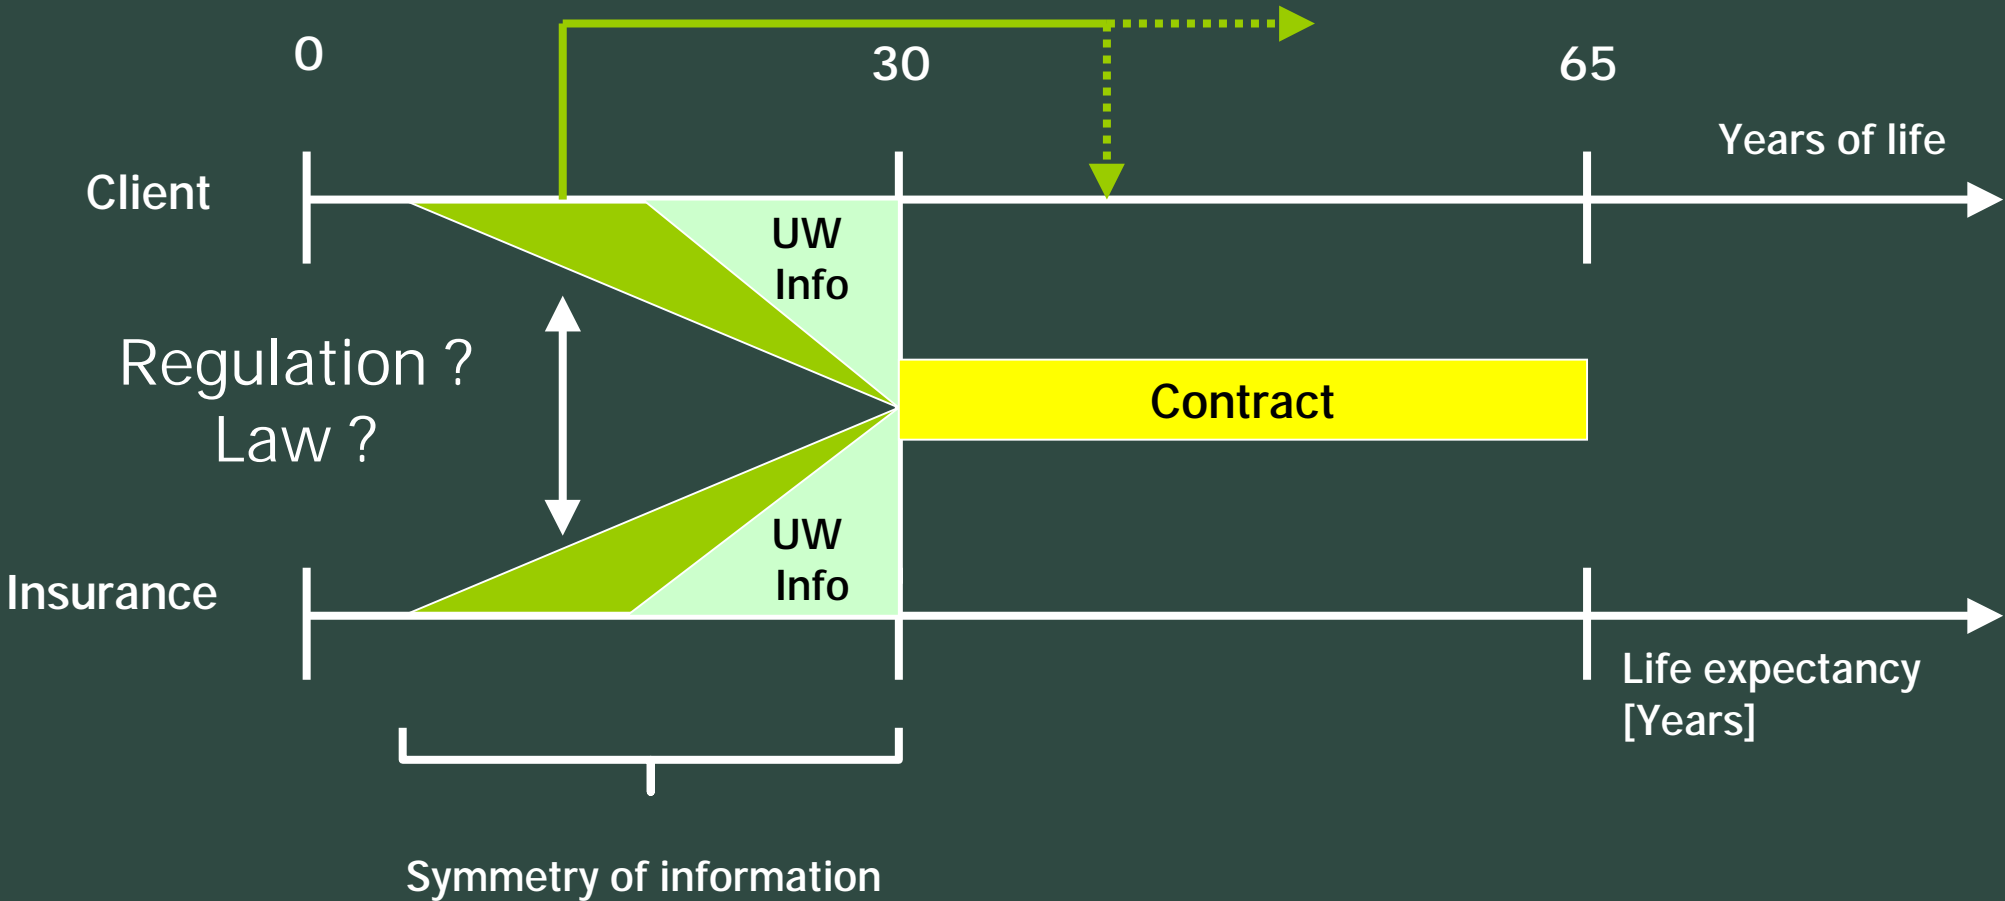 0
30
65
Years of life
Client
UW
Info
Regulation ?
Law ?
Contract
UW
Info
Insurance
Life expectancy
[Years]
Symmetry of information